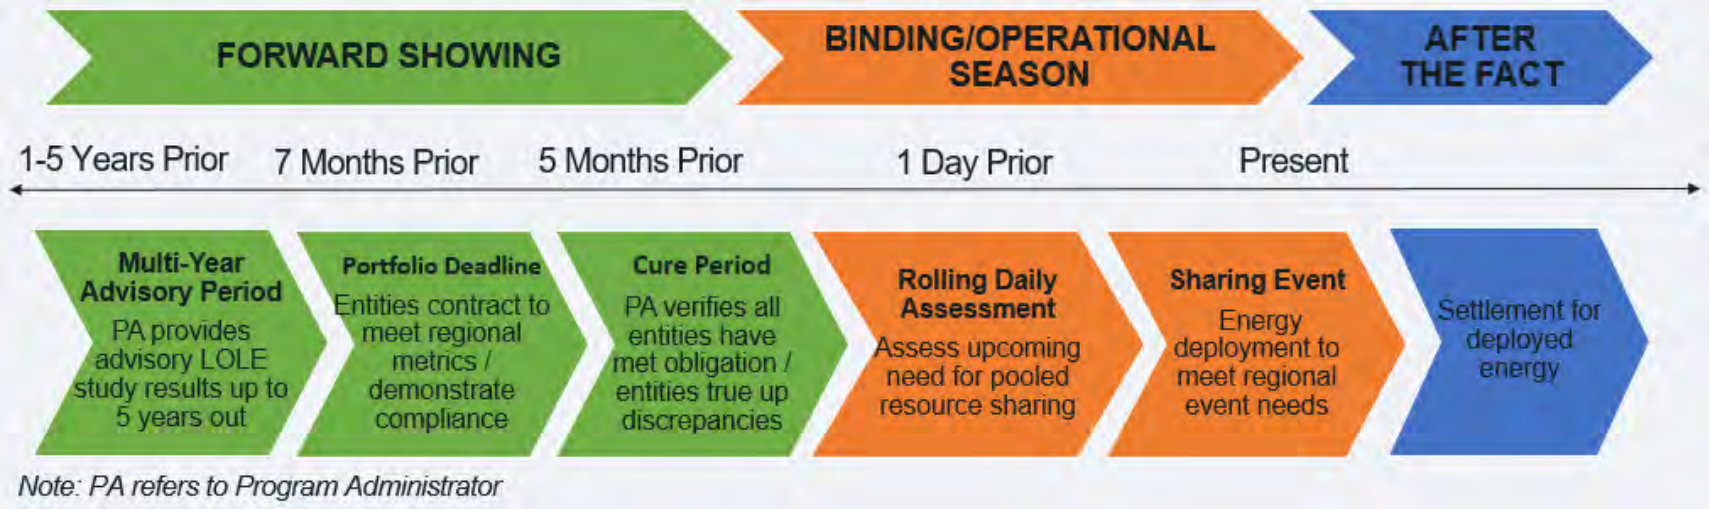 FORWARD SHOWING
BINDING/OPERATIONAL
SEASON
AFTER
THE FACT
1-5 Years Prior
7 Months Prior
5 Months Prior
1 Day Prior
Present
Multi-Year
Advisory Period
PA provides
advisory LOLE
study results up to
5 years out
Portfolio Deadline
Entities contract to
meet regional
metrics /
demonstrate
compliance
Cure Period
PA verifies all
entities have
met obligation /
entities true up
discrepancies
Rolling Daily
Assessment
Assess upcoming
need for pooled
resource sharing
Sharing Event
Energy
deployment to
meet regional
event needs
Settlement for
deployed
energy
Note: PA refers to Program Administrator